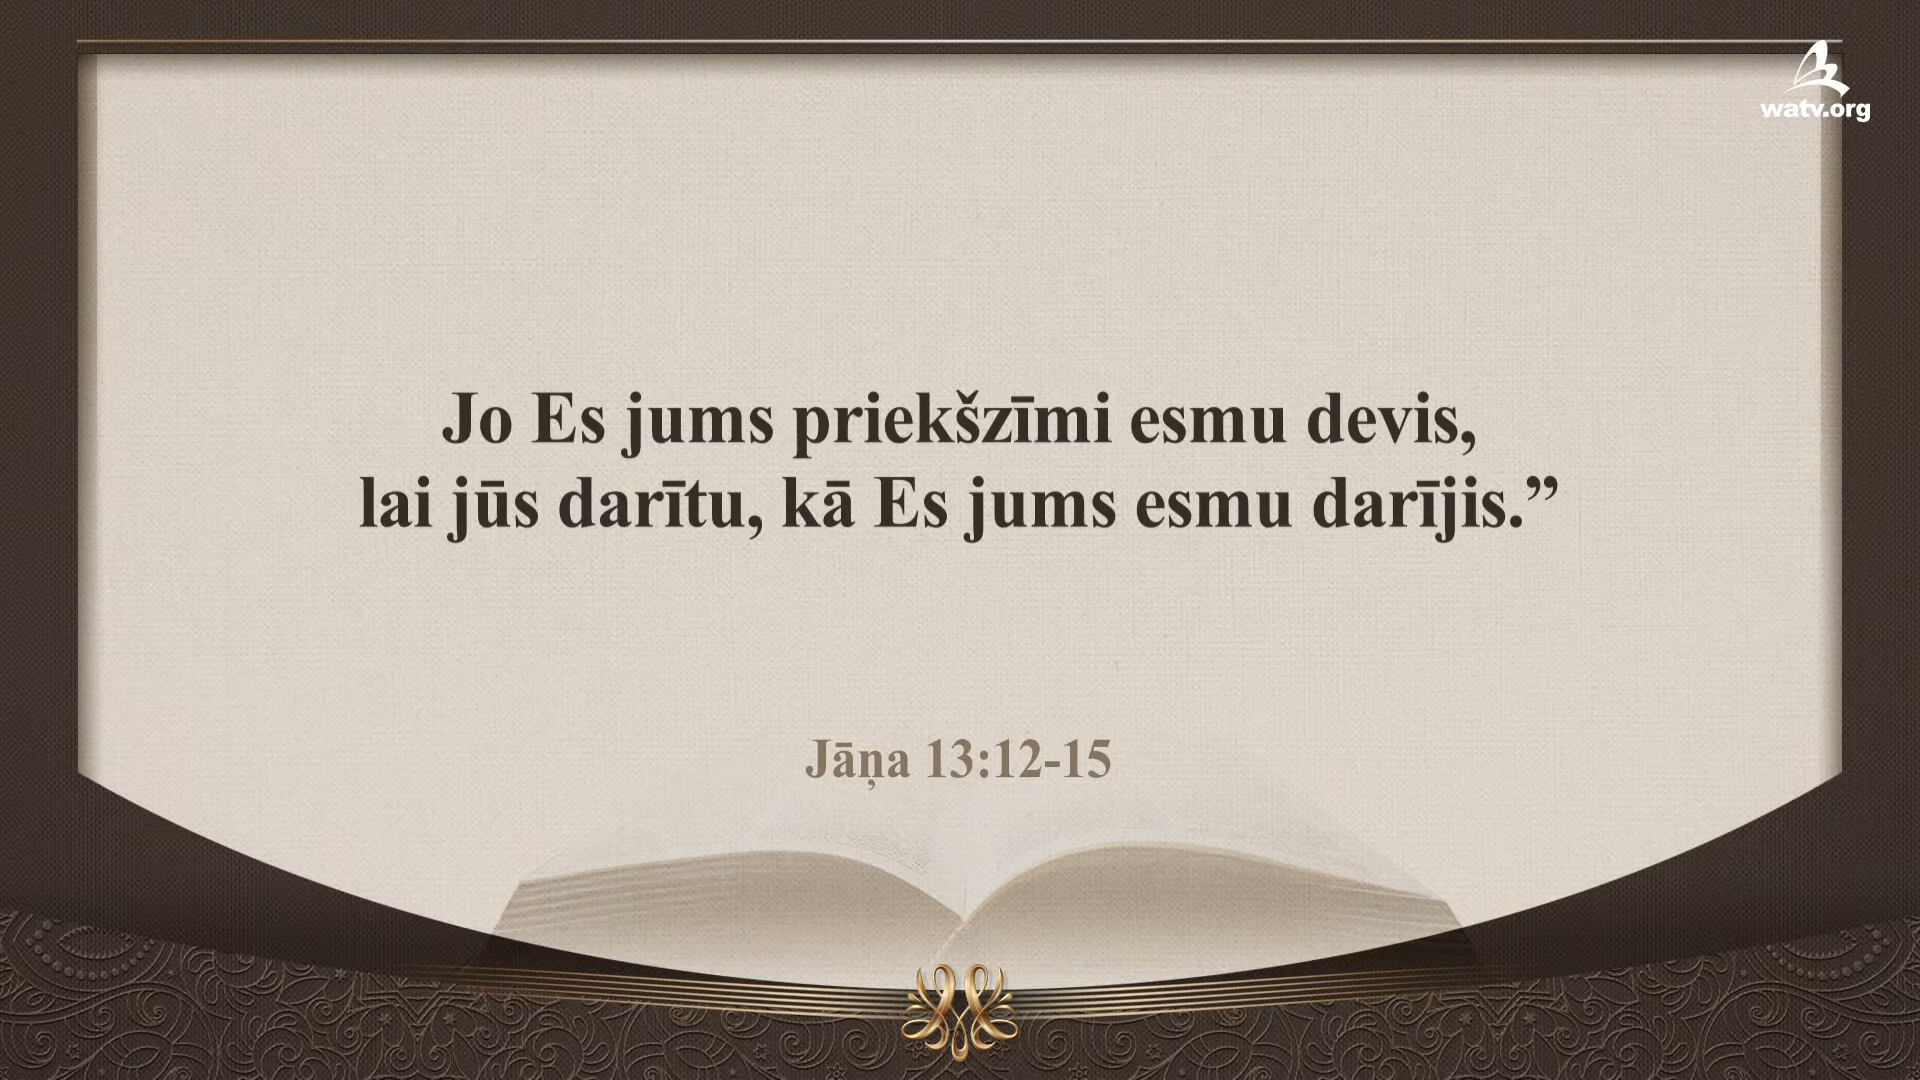 watv.org
Jo Es jums priekšzīmi esmu devis,
lai jūs darītu, kā Es jums esmu darījis.”
Jāņa 13:12-15